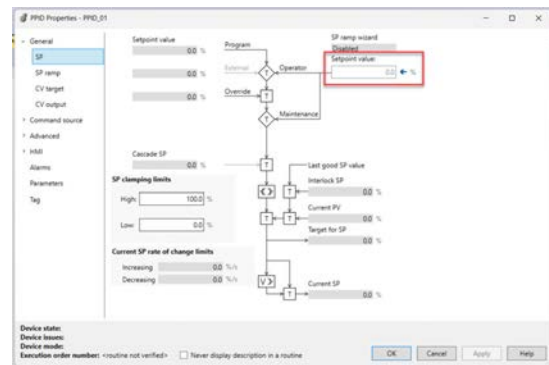 PPID Properties - PPID_01
General
SP
SP ramp
CV target
CV output
Command source
Advanced
HMI
Alarms
Parameters
Tag
Setpoint value
0.0 %
0.0 %
0.0 %
Program
External
Override
Operator
Maintenance
SP ramp wizard
Disabled
Setpoint value:
0.0 %
Cascade SP
0.0 %
SP clamping limits
High: 100.0 %
Low: 0.0 %
Current SP rate of change limits
Increasing 0.0 %/s
Decreasing 0.0 %/s
Last good SP value
Interlock SP
0.0 %
Current PV
0.0 %
Target for SP
0.0 %
Current SP
0.0 %
T
T
T
T
T
T
T
V
T
Device state:
Device issues:
Device mode:
Execution order number: <routine not verified>
Never display description in a routine
OK
Cancel
Apply
Help